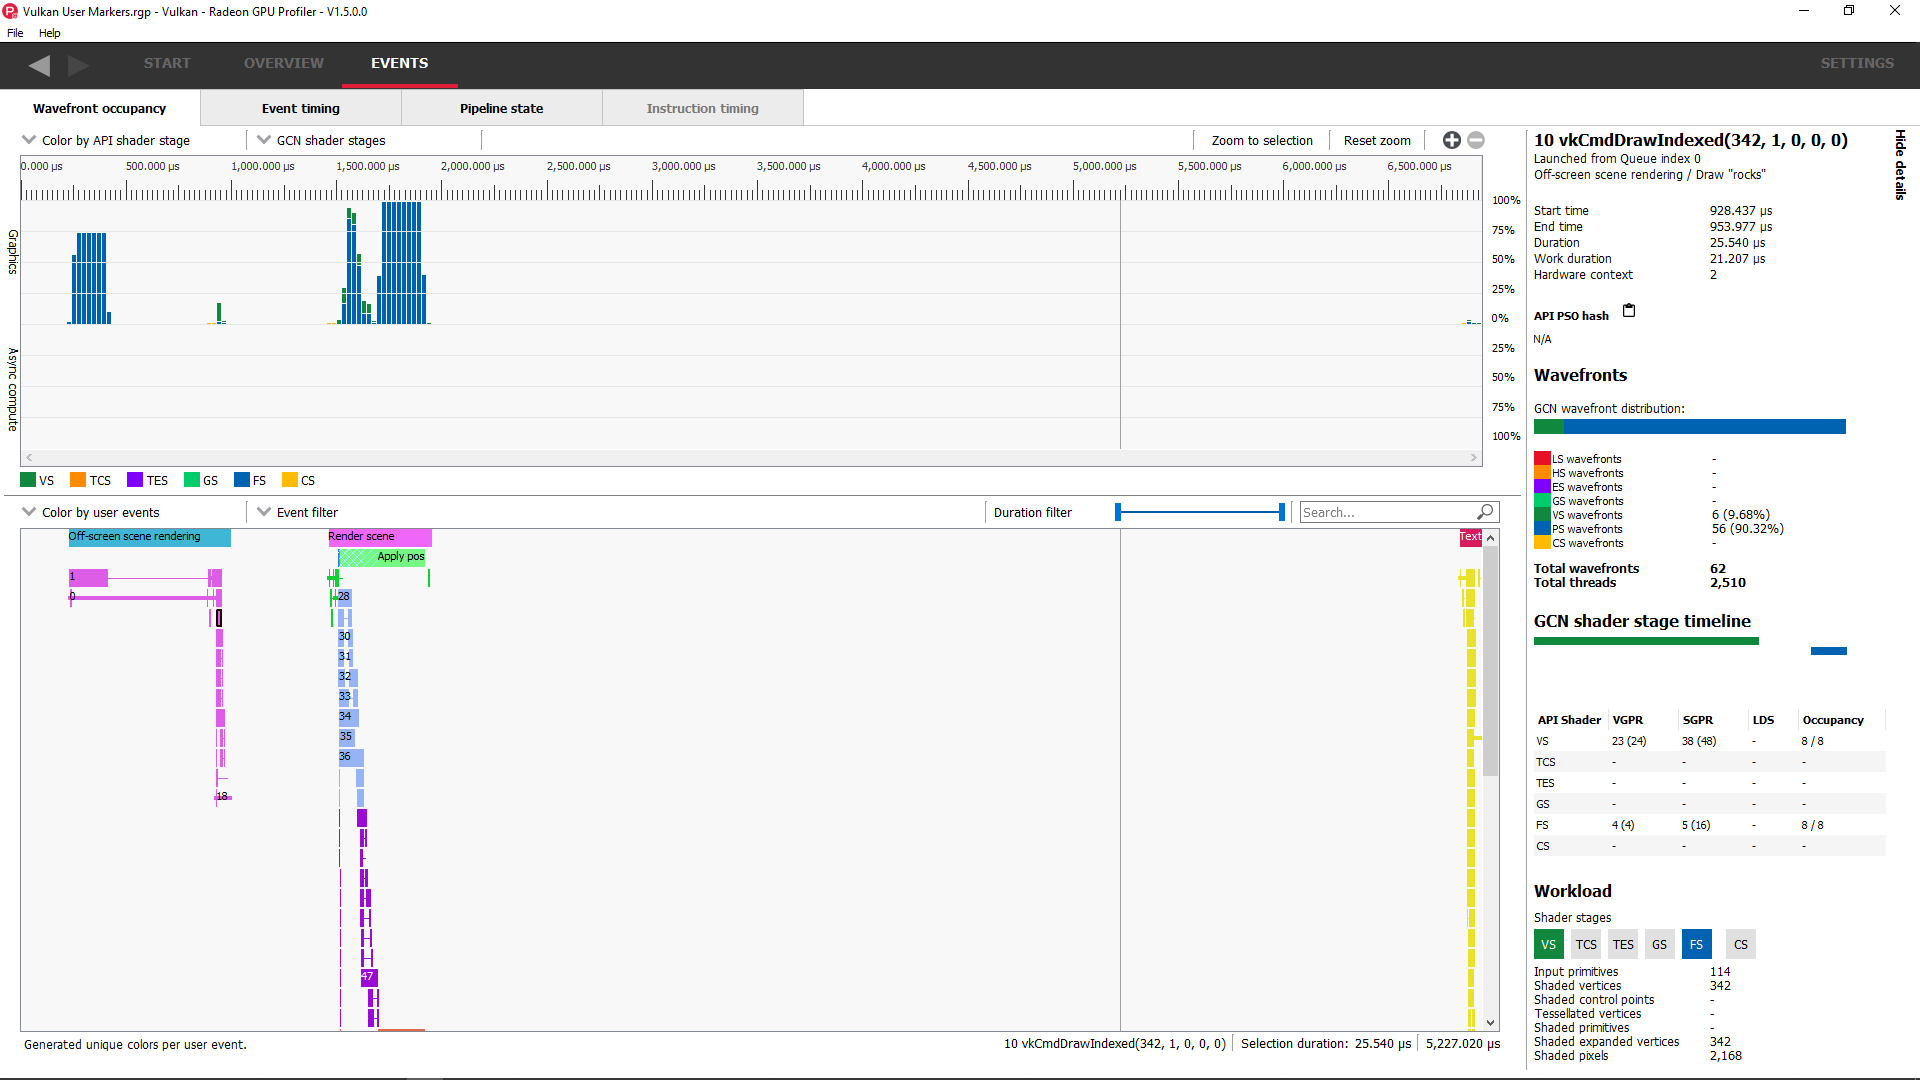 Vulkan User Markers.rgp - Vulkan - Radeon GPU Profiler - V1.5.0.0
File Help
START OVERVIEW EVENTS SETTINGS
Wavefront occupancy Event timing Pipeline state Instruction timing
Color by API shader stage GCN shader stages Zoom to selection Reset zoom
0.000 µs 500.000 µs 1,000.000 µs 1,500.000 µs 2,000.000 µs 2,500.000 µs 3,000.000 µs 3,500.000 µs 4,000.000 µs 4,500.000 µs 5,000.000 µs 5,500.000 µs 6,000.000 µs 6,500.000 µs
Graphics
Async compute
100%
75%
50%
25%
0%
25%
50%
75%
100%
VS TCS TES GS FS CS
Color by user events Event filter Duration filter Search...
Off-screen scene rendering Render scene Text
Apply pos
1
0 28
30
31
32
33
34
35
36
18
47
Generated unique colors per user event. 10 vkCmdDrawIndexed(342, 1, 0, 0, 0) Selection duration: 25.540 µs 5,227.020 µs
Hide details
10 vkCmdDrawIndexed(342, 1, 0, 0, 0)
Launched from Queue index 0
Off-screen scene rendering / Draw "rocks"
Start time 928.437 µs
End time 953.977 µs
Duration 25.540 µs
Work duration 21.207 µs
Hardware context 2
API PSO hash
N/A
Wavefronts
GCN wavefront distribution:
LS wavefronts -
HS wavefronts -
ES wavefronts -
GS wavefronts -
VS wavefronts 6 (9.68%)
PS wavefronts 56 (90.32%)
CS wavefronts -
Total wavefronts 62
Total threads 2,510
GCN shader stage timeline
API Shader VGPR SGPR LDS Occupancy
VS 23 (24) 38 (48) - 8 / 8
TCS - - - -
TES - - - -
GS - - - -
FS 4 (4) 5 (16) - 8 / 8
CS - - - -
Workload
Shader stages
VS TCS TES GS FS CS
Input primitives 114
Shaded vertices 342
Shaded control points -
Tessellated vertices -
Shaded primitives -
Shaded expanded vertices 342
Shaded pixels 2,168